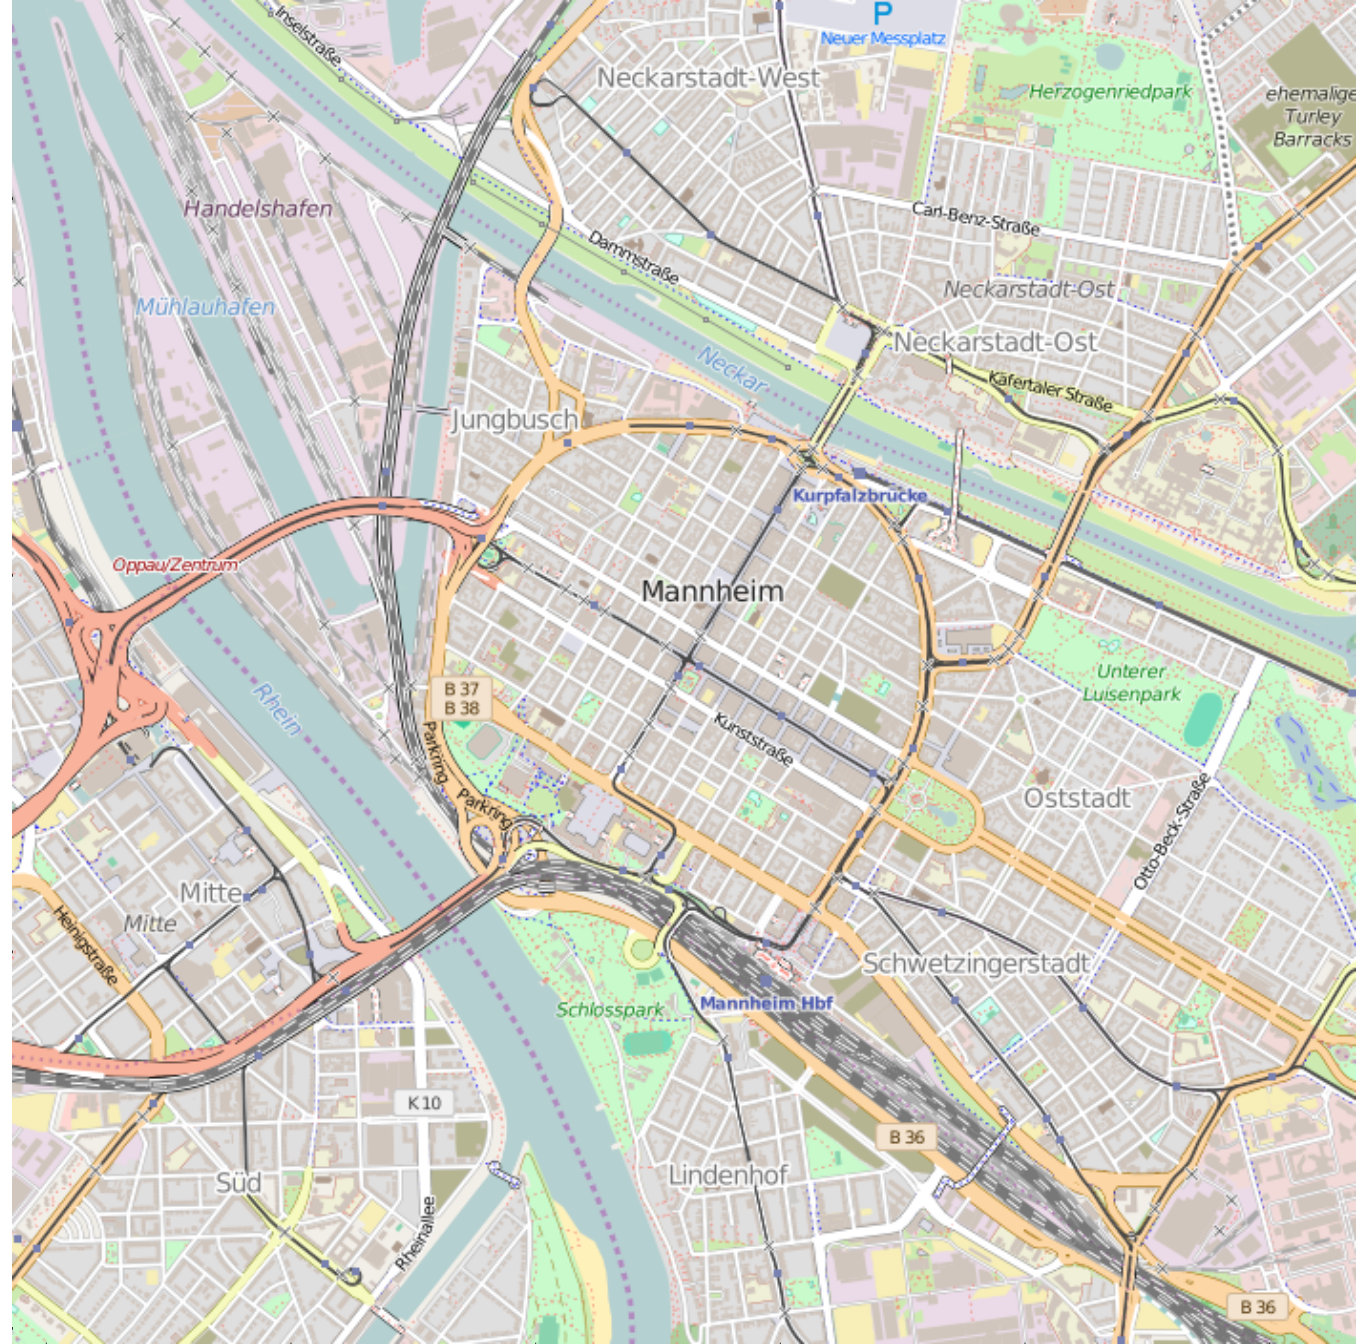 P
Neuer Messplatz
Inselstraße
Neckarstadt-West
Herzogenriedpark
ehemalige
Turley
Barracks
Handelshafen
Carl-Benz-Straße
Dammstraße
Mühlauhafen
Neckarstadt-Ost
Neckarstadt-Ost
Neckar
Käfertaler Straße
Jungbusch
Kurpfalzbrücke
Oppau/Zentrum
Mannheim
Unterer
Luisenpark
Rhein
B 37
B 38
Parkring
Kunststraße
Parkring
Oststadt
Otto-Beck-Straße
Mitte
Mitte
Heinigstraße
Schwetzingerstadt
Schlosspark
Mannheim Hbf
K 10
B 36
Lindenhof
Süd
Rheinallee
B 36